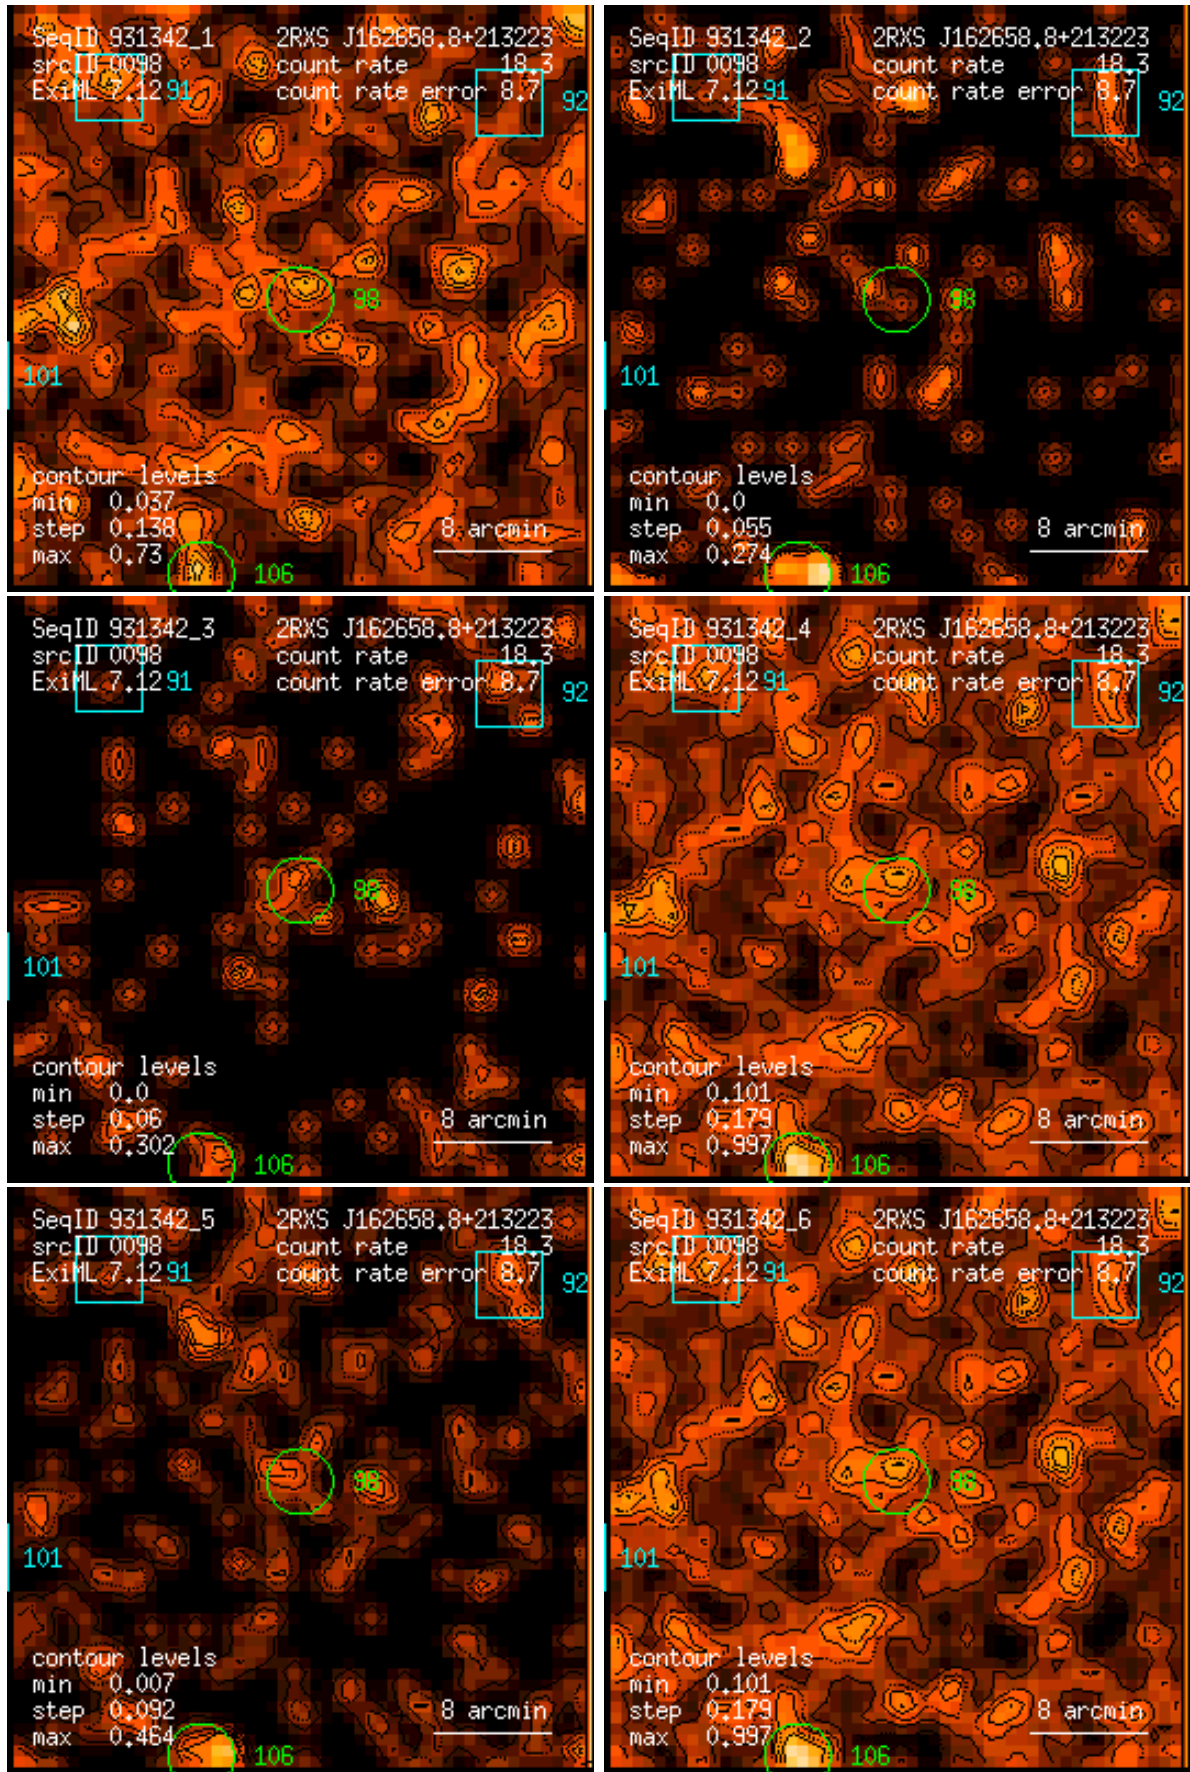 SeqID 931342_1 2RXS J162658.8+213223
srcID 0098 count rate 18.3
ExiML 7.12 91 count rate error 8.7
92
98
101
contour levels
min 0.037
step 0.138 8 arcmin
max 0.73
106
SeqID 931342_2 2RXS J162658.8+213223
srcID 0098 count rate 18.3
ExiML 7.12 91 count rate error 8.7
92
98
101
contour levels
min 0.0
step 0.055 8 arcmin
max 0.274
106
SeqID 931342_3 2RXS J162658.8+213223
srcID 0098 count rate 18.3
ExiML 7.12 91 count rate error 8.7
92
98
101
contour levels
min 0.0
step 0.06 8 arcmin
max 0.302
106
SeqID 931342_4 2RXS J162658.8+213223
srcID 0098 count rate 18.3
ExiML 7.12 91 count rate error 8.7
92
98
101
contour levels
min 0.101
step 0.179 8 arcmin
max 0.997
106
SeqID 931342_5 2RXS J162658.8+213223
srcID 0098 count rate 18.3
ExiML 7.12 91 count rate error 8.7
92
98
101
contour levels
min 0.007
step 0.092 8 arcmin
max 0.464
106
SeqID 931342_6 2RXS J162658.8+213223
srcID 0098 count rate 18.3
ExiML 7.12 91 count rate error 8.7
92
98
101
contour levels
min 0.101
step 0.179 8 arcmin
max 0.997
106